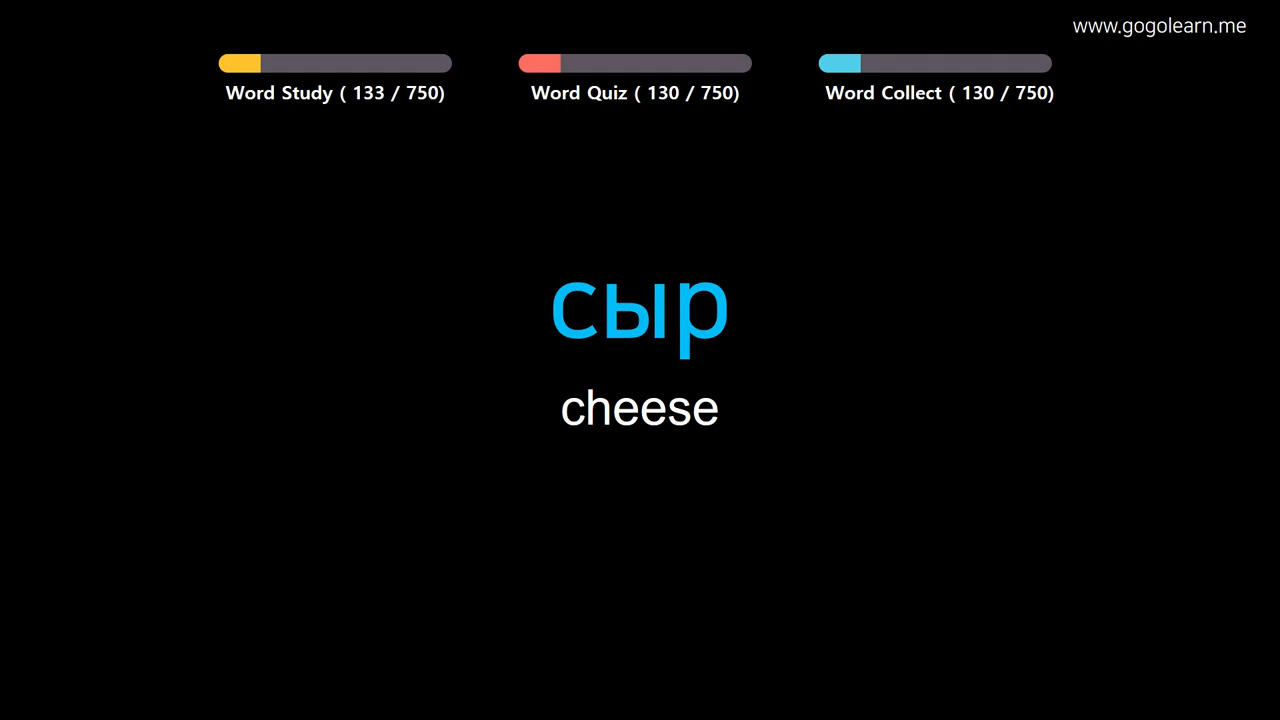 www.gogolearn.me
Word Study ( 133 / 750)
Word Quiz ( 130 / 750)
Word Collect ( 130 / 750)
сыр
cheese